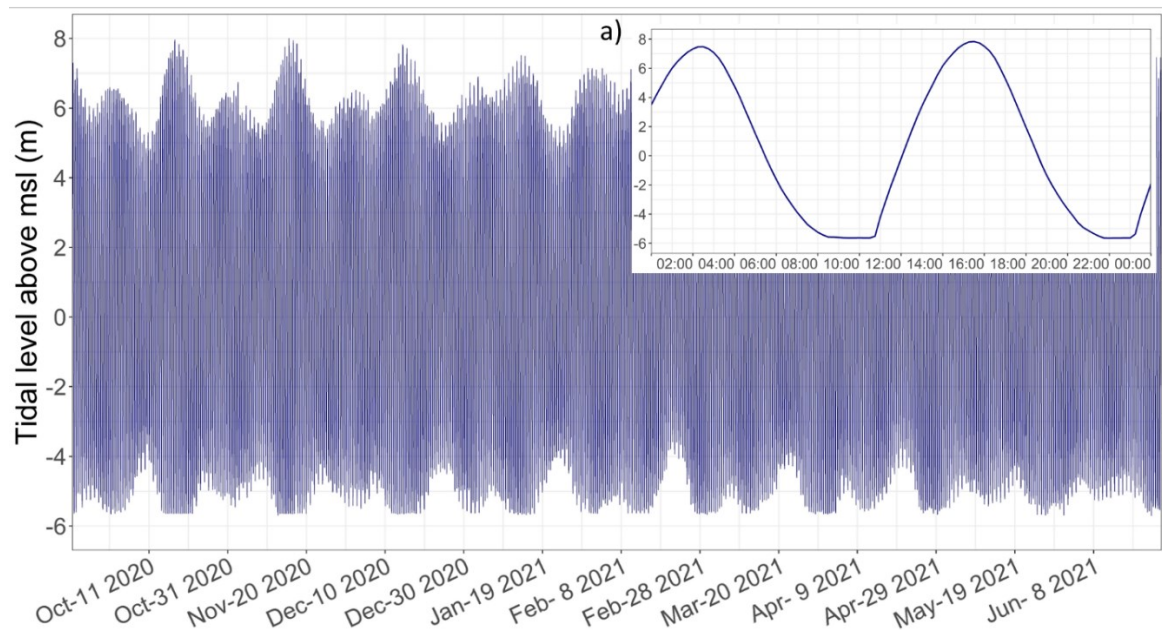 a)
Tidal level above msl (m)
8
6
4
2
0
-2
-4
-6
8
6
4
2
0
-2
-4
-6
02:00 04:00 06:00 08:00 10:00 12:00 14:00 16:00 18:00 20:00 22:00 00:00
Oct-11 2020
Oct-31 2020
Nov-20 2020
Dec-10 2020
Dec-30 2020
Jan-19 2021
Feb- 8 2021
Feb-28 2021
Mar-20 2021
Apr- 9 2021
Apr-29 2021
May-19 2021
Jun- 8 2021